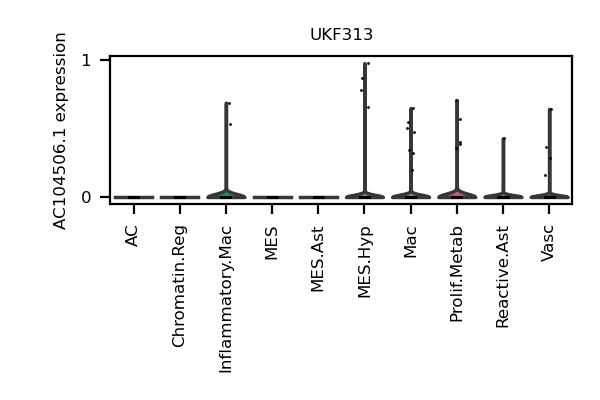 UKF313
AC104506.1 expression
1
0
AC
Chromatin.Reg
Inflammatory.Mac
MES
MES.Ast
MES.Hyp
Mac
Prolif.Metab
Reactive.Ast
Vasc